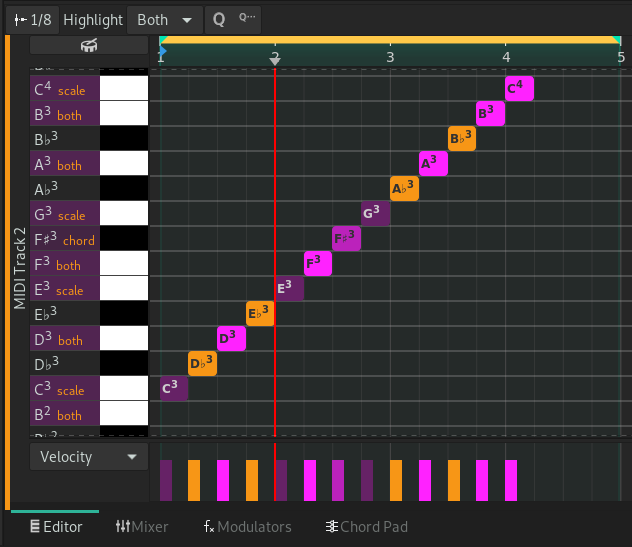 1/8 Highlight Both Q Q...
1 2 3 4 5
C4 scale C4
B3 both B3
B♭3 B♭3
A3 both A3
A♭3 A♭3
G3 scale G3
F♯3 chord F♯3
F3 both F3
E3 scale E3
E♭3 E♭3
D3 both D3
D♭3 D♭3
C3 scale C3
B2 both
MIDI Track 2
Velocity
Editor Mixer Modulators Chord Pad